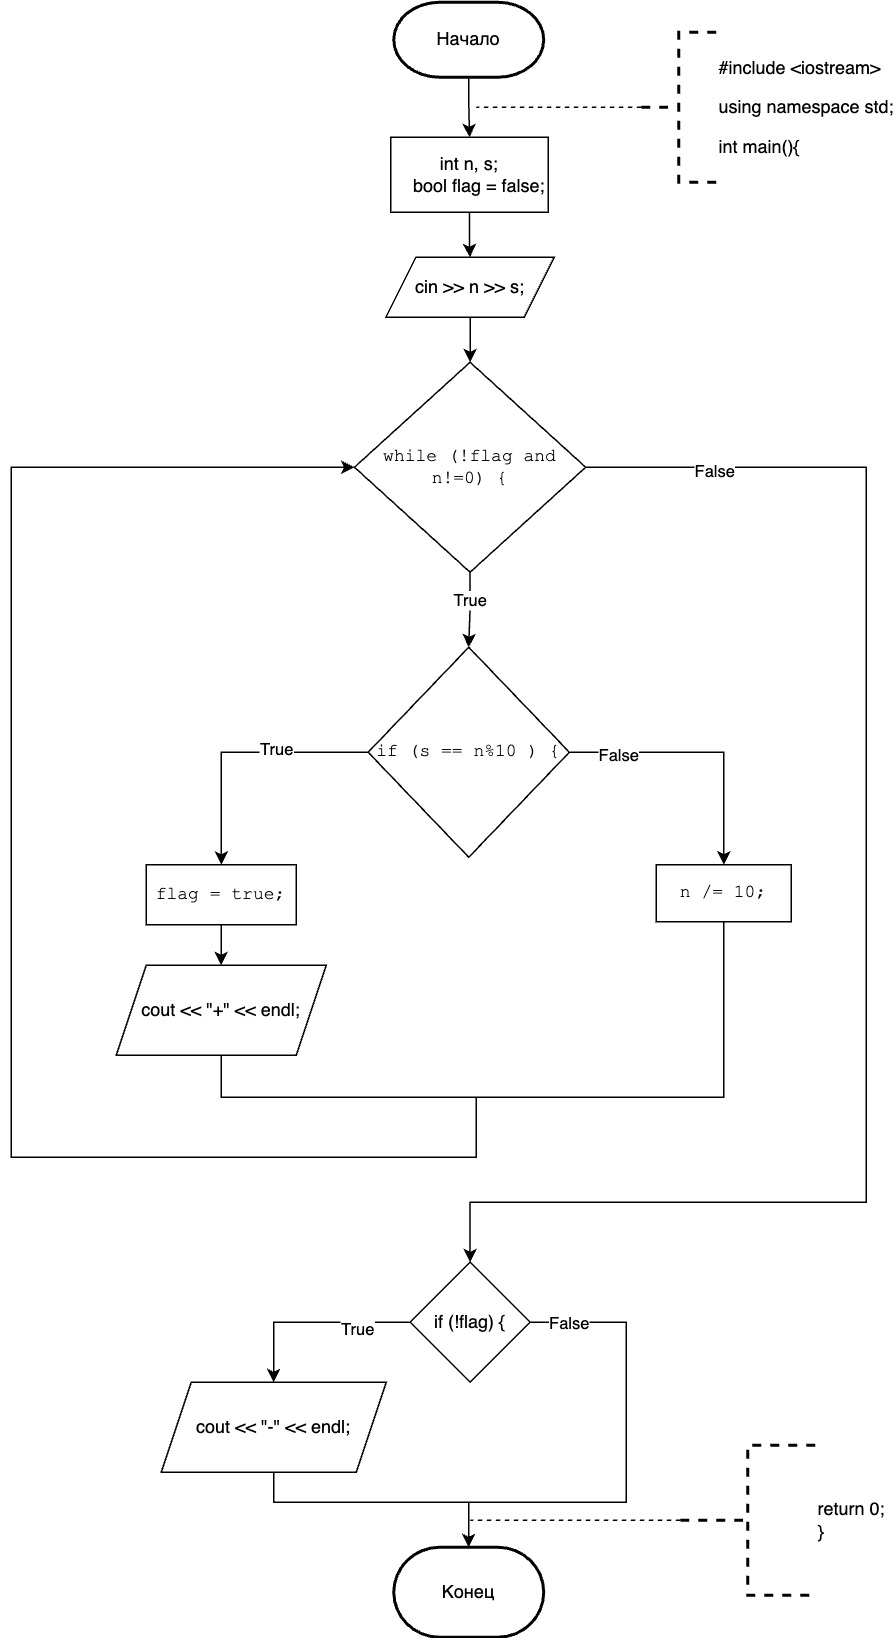 Начало
#include <iostream>
using namespace std;
int main(){
int n, s;
bool flag = false;
cin >> n >> s;
while (!flag and
n!=0) {
False
True
if (s == n%10 ) {
True
False
flag = true;
n /= 10;
cout << "+" << endl;
if (!flag) {
True
False
cout << "-" << endl;
return 0;
}
Конец